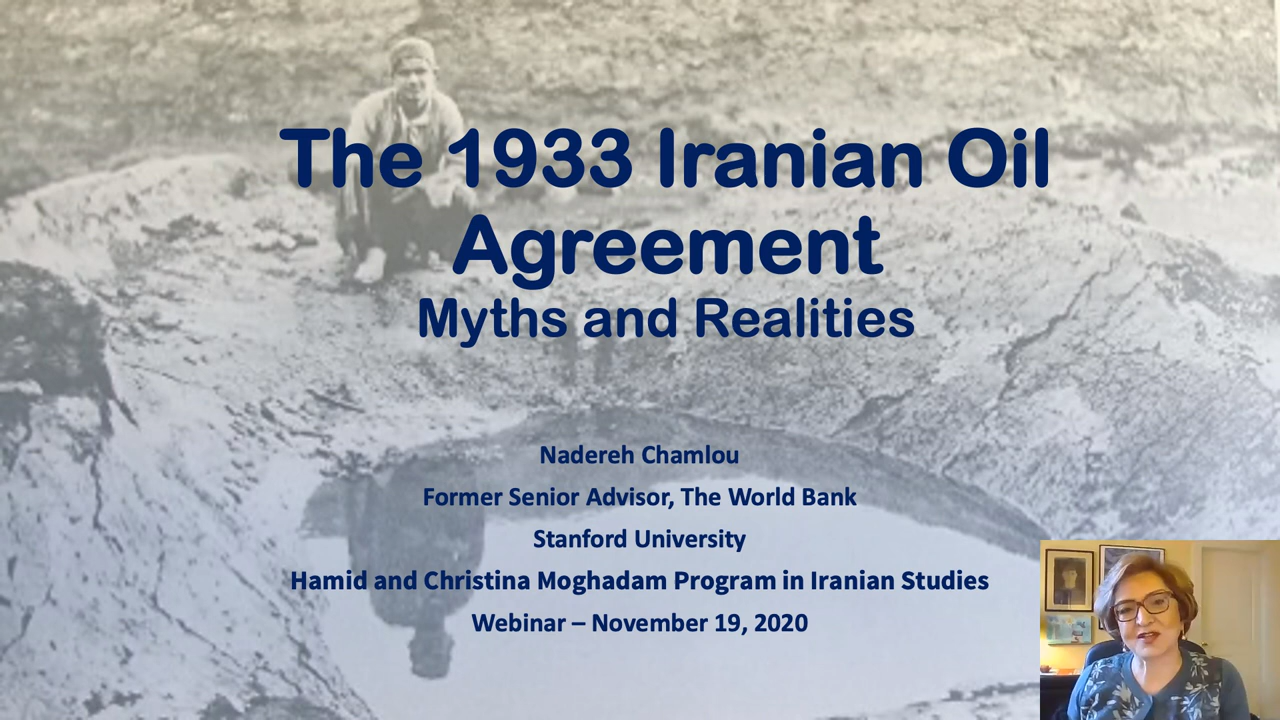 The 1933 Iranian Oil
Agreement
Myths and Realities
Nadereh Chamlou
Former Senior Advisor, The World Bank
Stanford University
Hamid and Christina Moghadam Program in Iranian Studies
Webinar – November 19, 2020